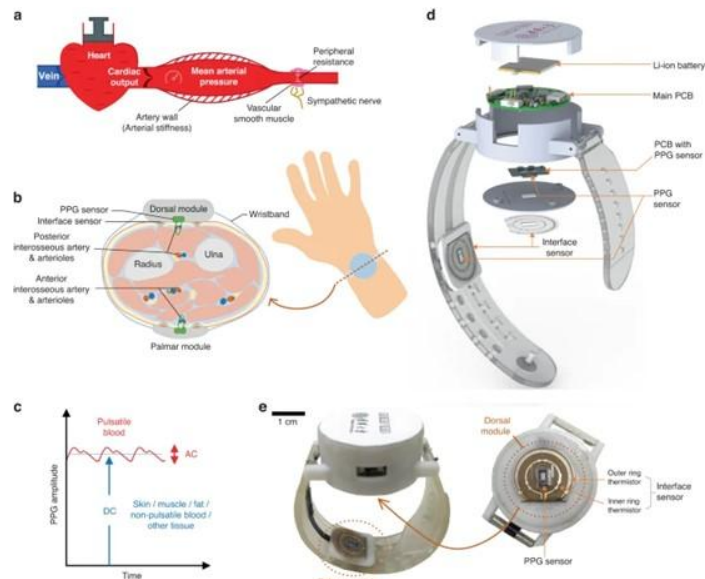 a
Heart
Vein
Cardiac
output
Mean arterial
pressure
Peripheral
resistance
Artery wall
(Arterial stiffness)
Vascular
smooth muscle
Sympathetic nerve
b
PPG sensor
Interface sensor
Dorsal module
Wristband
Posterior
interosseous artery
& arterioles
Radius
Ulna
Anterior
interosseous artery
& arterioles
Palmar module
c
PPG amplitude
Pulsatile
blood
AC
DC
Skin / muscle / fat /
non-pulsatile blood /
other tissue
Time
d
Li-ion battery
Main PCB
PCB with
PPG sensor
PPG
sensor
Interface
sensor
e
1 cm
Dorsal
module
Outer ring
thermistor
Inner ring
thermistor
Interface
sensor
PPG sensor